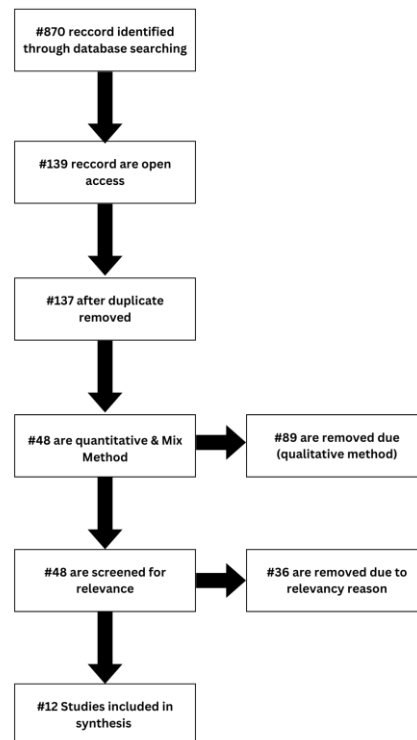 #870 reccord identified
through database searching
#139 reccord are open
access
#137 after duplicate
removed
#48 are quantitative & Mix
Method
#89 are removed due
(qualitative method)
#48 are screened for
relevance
#36 are removed due to
relevancy reason
#12 Studies included in
synthesis